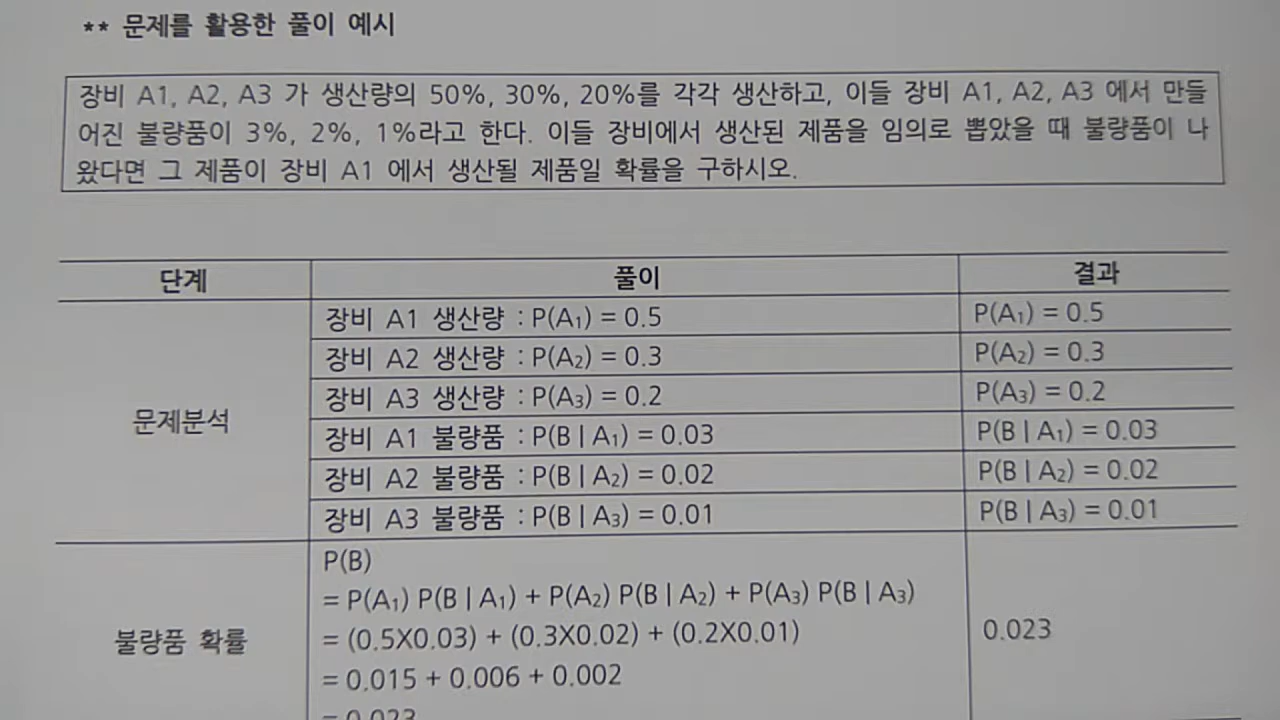 ** 문제를 활용한 풀이 예시
장비 A1, A2, A3 가 생산량의 50%, 30%, 20%를 각각 생산하고, 이들 장비 A1, A2, A3 에서 만들
어진 불량품이 3%, 2%, 1%라고 한다. 이들 장비에서 생산된 제품을 임의로 뽑았을 때 불량품이 나
왔다면 그 제품이 장비 A1 에서 생산될 제품일 확률을 구하시오.
단계 풀이 결과
장비 A1 생산량 : P(A₁) = 0.5 P(A₁) = 0.5
장비 A2 생산량 : P(A₂) = 0.3 P(A₂) = 0.3
장비 A3 생산량 : P(A₃) = 0.2 P(A₃) = 0.2
문제분석
장비 A1 불량품 : P(B | A₁) = 0.03 P(B | A₁) = 0.03
장비 A2 불량품 : P(B | A₂) = 0.02 P(B | A₂) = 0.02
장비 A3 불량품 : P(B | A₃) = 0.01 P(B | A₃) = 0.01
P(B)
= P(A₁) P(B | A₁) + P(A₂) P(B | A₂) + P(A₃) P(B | A₃)
불량품 확률 = (0.5X0.03) + (0.3X0.02) + (0.2X0.01) 0.023
= 0.015 + 0.006 + 0.002
= 0.023